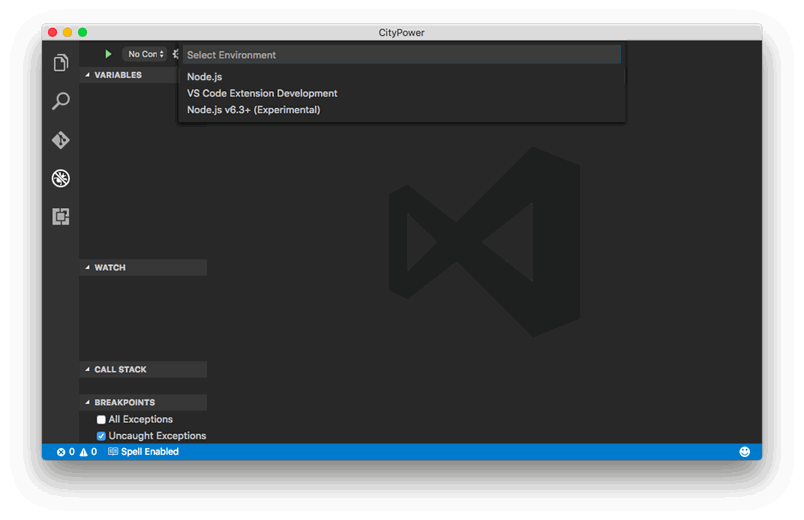 CityPower
No Con
Select Environment
Node.js
VS Code Extension Development
Node.js v6.3+ (Experimental)
VARIABLES
WATCH
CALL STACK
BREAKPOINTS
All Exceptions
Uncaught Exceptions
0 0 Spell Enabled